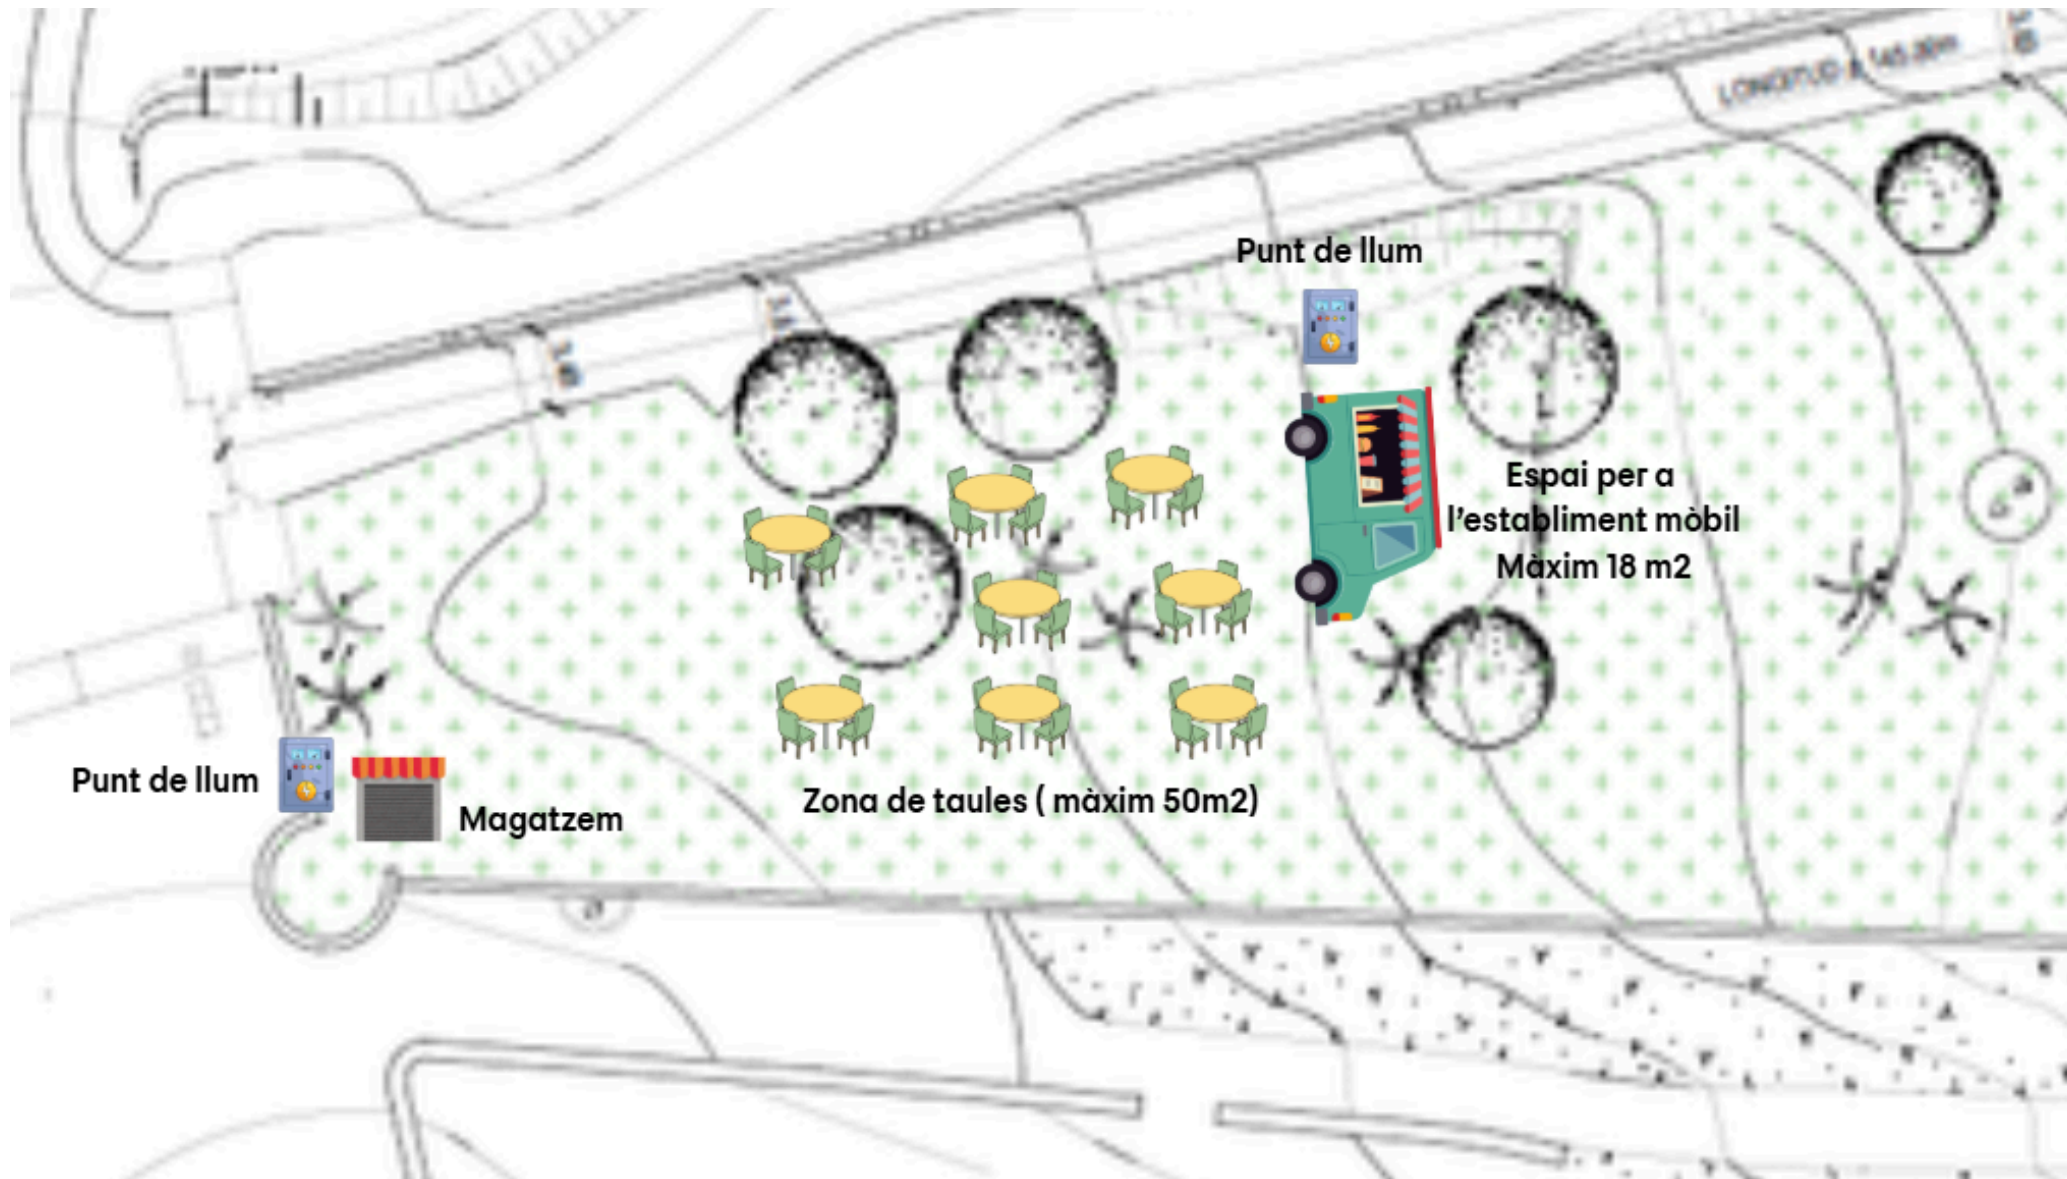 LONGITUD
Punt de llum
Espai per a
l'establiment mòbil
Màxim 18 m2
Punt de llum
Magatzem
Zona de taules ( màxim 50m2)